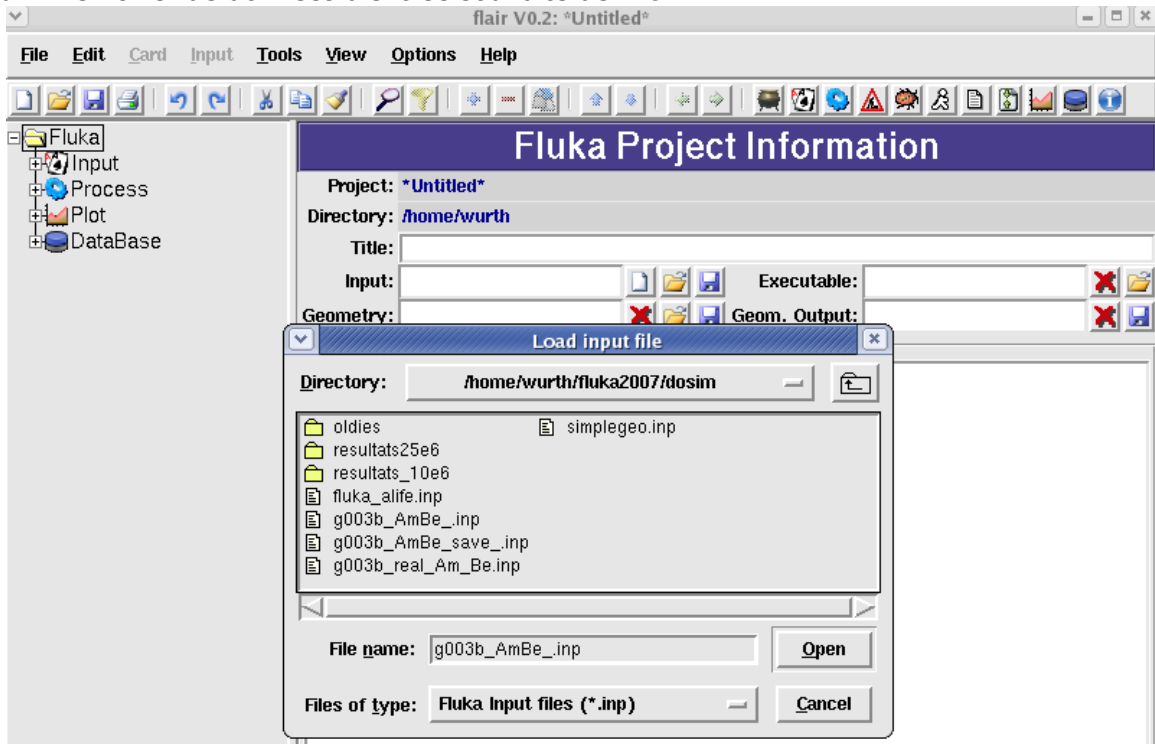 flair V0.2: *Untitled*
File Edit Card Input Tools View Options Help
Fluka
Input
Process
Plot
DataBase
Fluka Project Information
Project: *Untitled*
Directory: /home/wurth
Title:
Input: Executable:
Geometry: Geom. Output:
Load input file
Directory: /home/wurth/fluka2007/dosim
oldies simplegeo.inp
resultats25e6
resultats_10e6
fluka_alife.inp
g003b_AmBe_.inp
g003b_AmBe_save_.inp
g003b_real_Am_Be.inp
File name: g003b_AmBe_.inp Open
Files of type: Fluka Input files (*.inp) Cancel